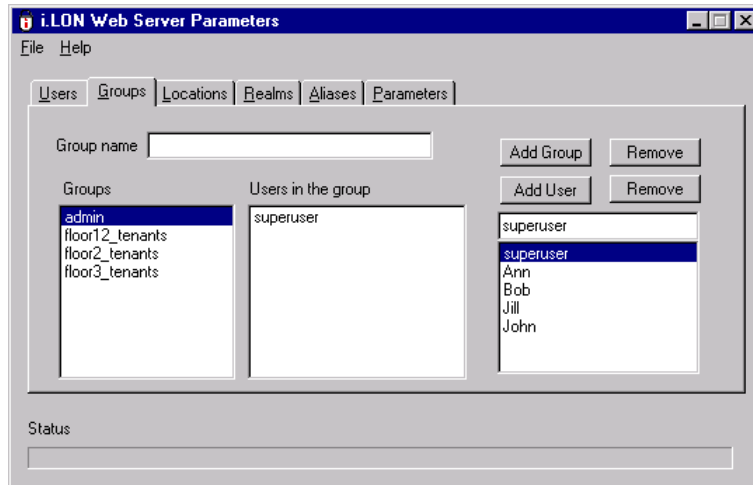 i.LON Web Server Parameters
File Help
Users Groups Locations Realms Aliases Parameters
Group name
Add Group Remove
Groups Users in the group Add User Remove
admin superuser superuser
floor12_tenants superuser
floor2_tenants Ann
floor3_tenants Bob
Jill
John
Status